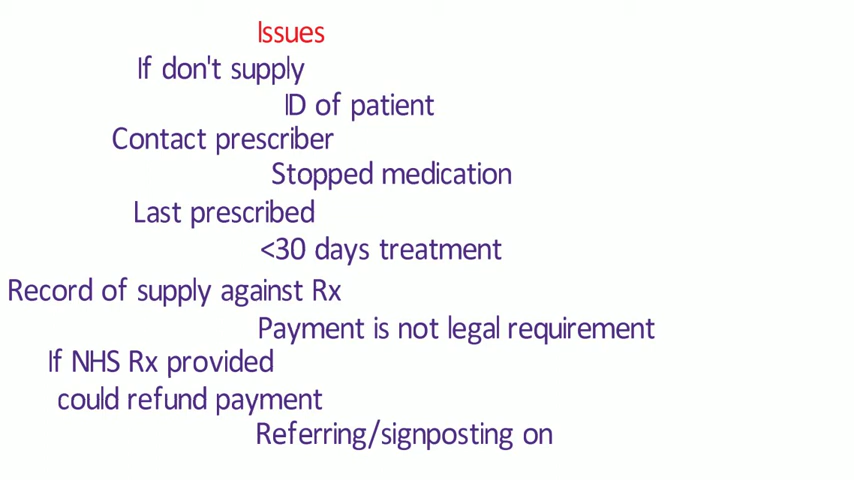 Issues
If don't supply
ID of patient
Contact prescriber
Stopped medication
Last prescribed
<30 days treatment
Record of supply against Rx
Payment is not legal requirement
If NHS Rx provided
could refund payment
Referring/signposting on